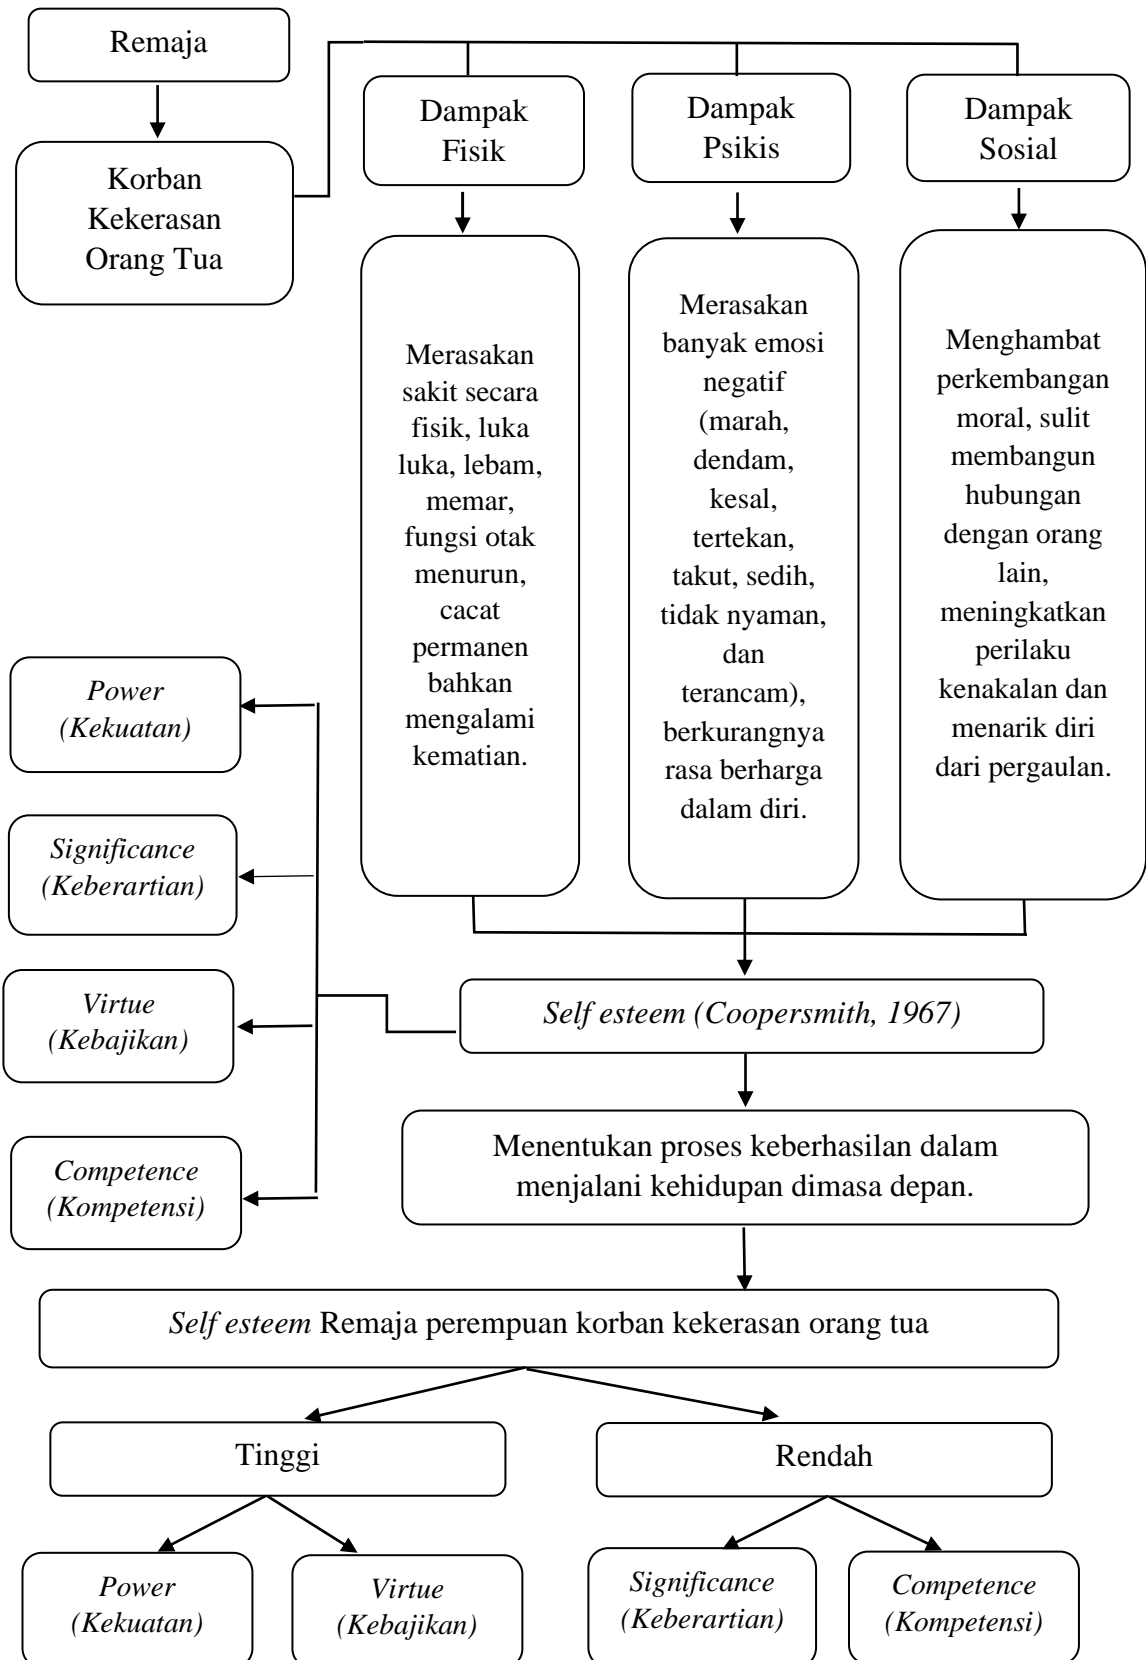 Remaja
Korban
Kekerasan
Orang Tua
Dampak
Fisik
Dampak
Psikis
Dampak
Sosial
Merasakan
sakit secara
fisik, luka
luka, lebam,
memar,
fungsi otak
menurun,
cacat
permanen
bahkan
mengalami
kematian.
Merasakan
banyak emosi
negatif
(marah,
dendam,
kesal,
tertekan,
takut, sedih,
tidak nyaman,
dan
terancam),
berkurangnya
rasa berharga
dalam diri.
Menghambat
perkembangan
moral, sulit
membangun
hubungan
dengan orang
lain,
meningkatkan
perilaku
kenakalan dan
menarik diri
dari pergaulan.
Power
(Kekuatan)
Significance
(Keberartian)
Virtue
(Kebajikan)
Competence
(Kompetensi)
Self esteem (Coopersmith, 1967)
Menentukan proses keberhasilan dalam
menjalani kehidupan dimasa depan.
Self esteem Remaja perempuan korban kekerasan orang tua
Tinggi
Rendah
Power
(Kekuatan)
Virtue
(Kebajikan)
Significance
(Keberartian)
Competence
(Kompetensi)